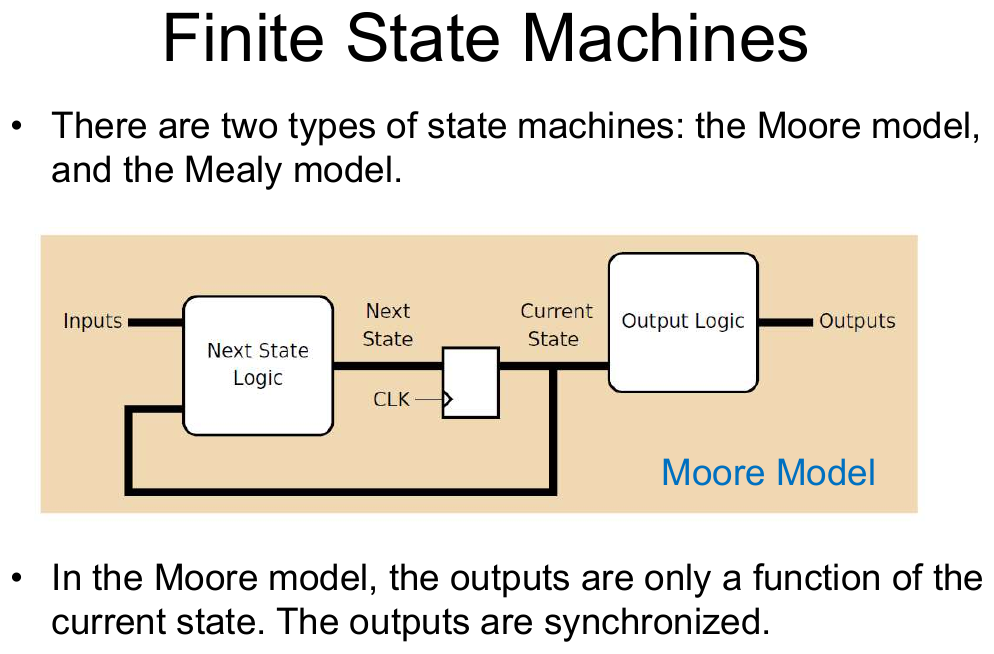 Finite State Machines
• There are two types of state machines: the Moore model,
and the Mealy model.
Inputs
Next State
Logic
Next
State
CLK
Current
State
Output Logic
Outputs
Moore Model
• In the Moore model, the outputs are only a function of the
current state. The outputs are synchronized.